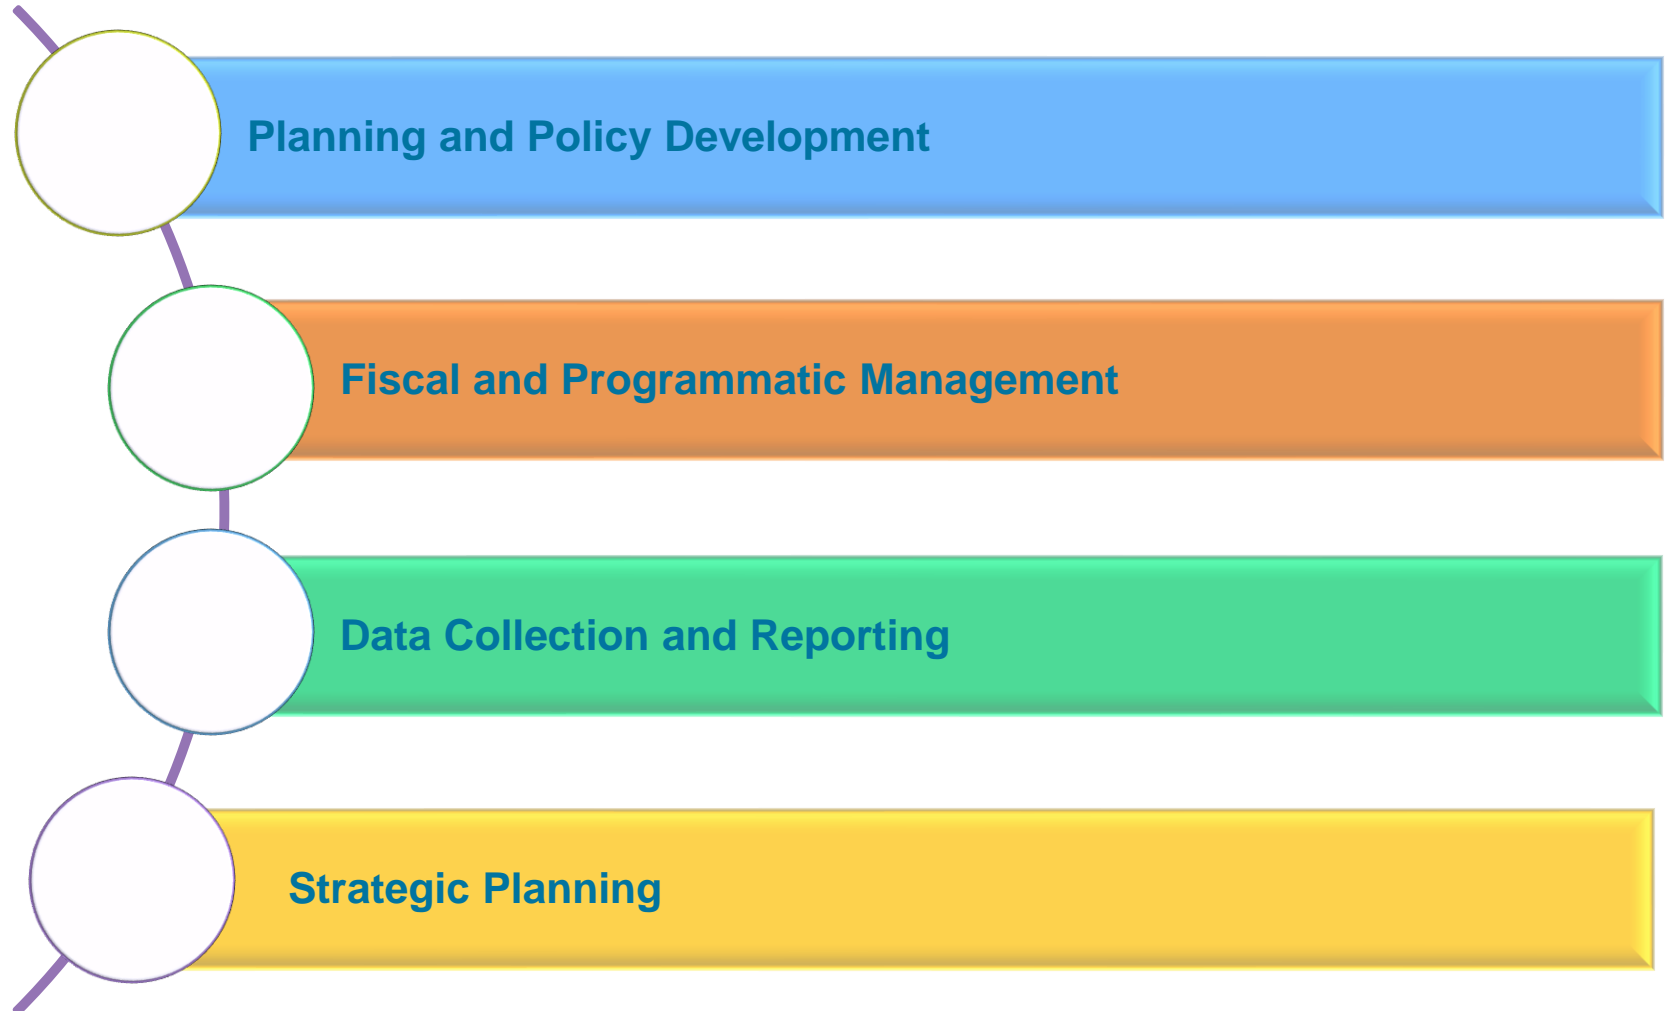 Planning and Policy Development
Fiscal and Programmatic Management
Data Collection and Reporting
Strategic Planning